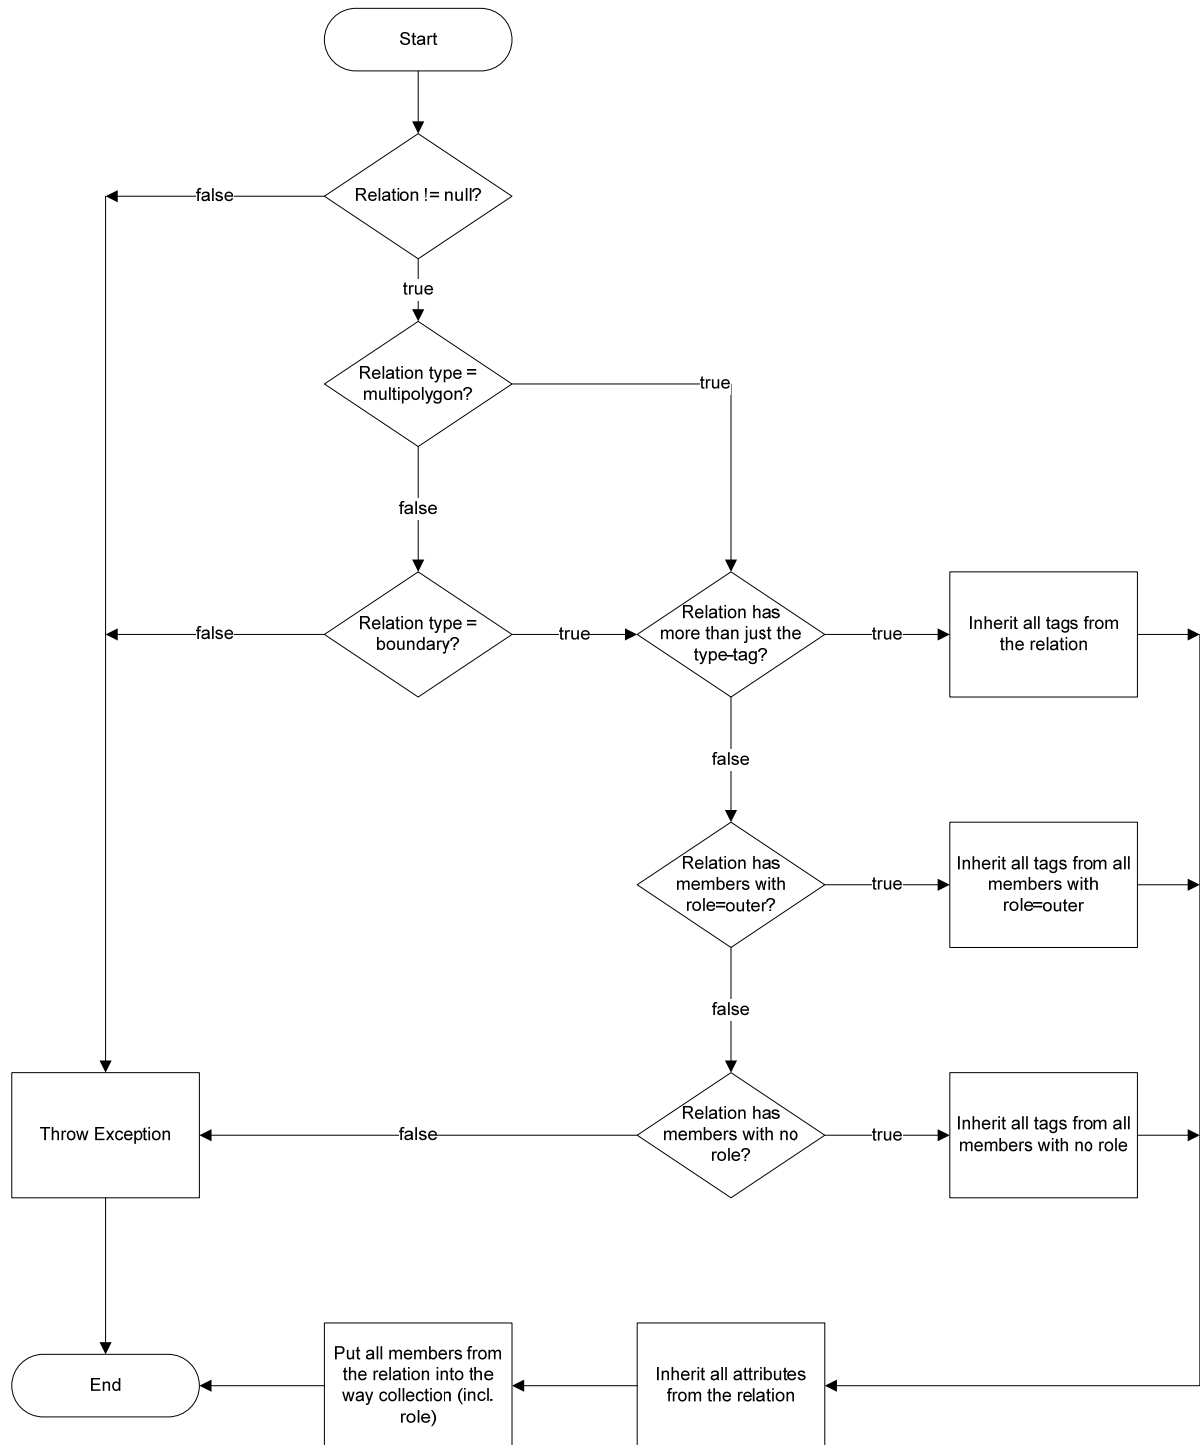 Start
Relation != null?
false
true
Relation type =
multipolygon?
true
false
Relation type =
boundary?
false
true
Relation has
more than just the
type-tag?
true
Inherit all tags from
the relation
false
Relation has
members with
role=outer?
true
Inherit all tags from all
members with
role=outer
false
Relation has
members with no
role?
false
true
Inherit all tags from all
members with no role
Throw Exception
Put all members from
the relation into the
way collection (incl.
role)
Inherit all attributes
from the relation
End